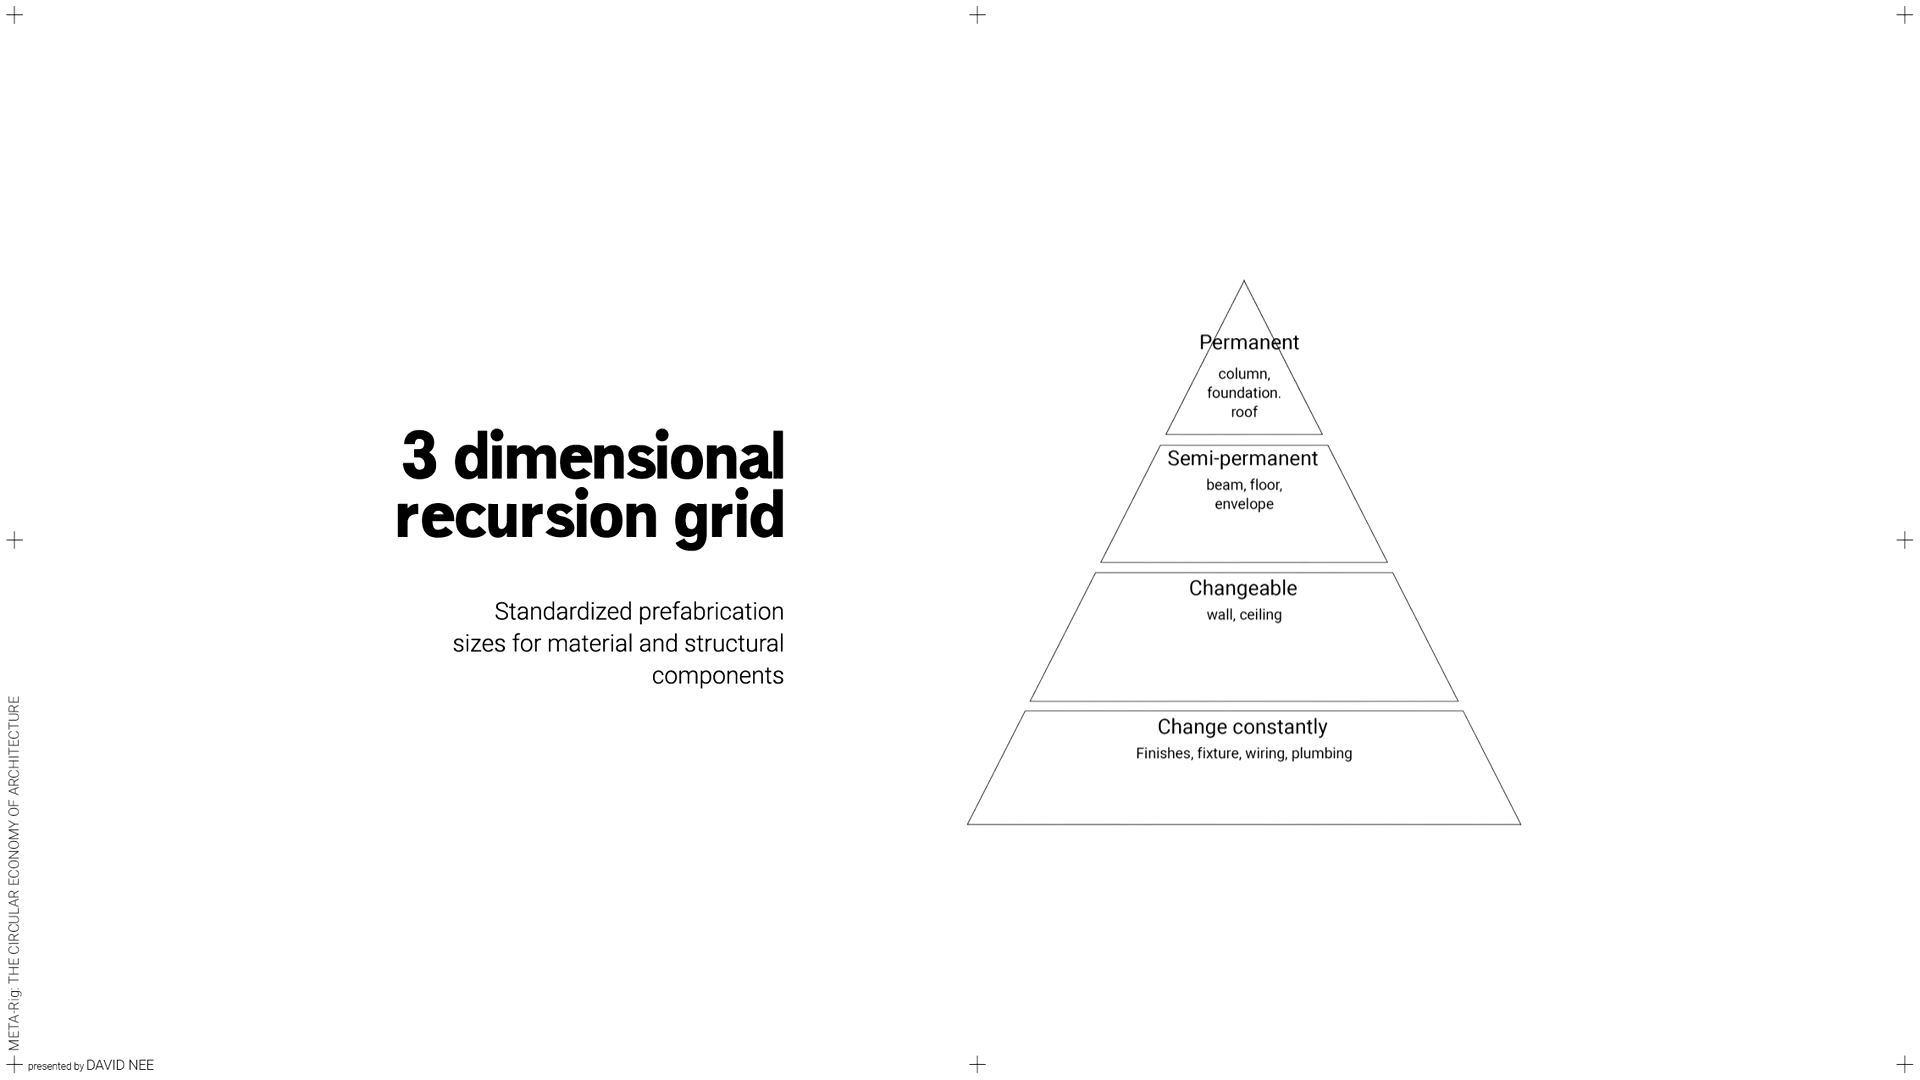 3 dimensional
recursion grid
Standardized prefabrication
sizes for material and structural
components
Permanent
column,
foundation.
roof
Semi-permanent
beam, floor,
envelope
Changeable
wall, ceiling
Change constantly
Finishes, fixture, wiring, plumbing
META-Rig: THE CIRCULAR ECONOMY OF ARCHITECTURE
presented by DAVID NEE